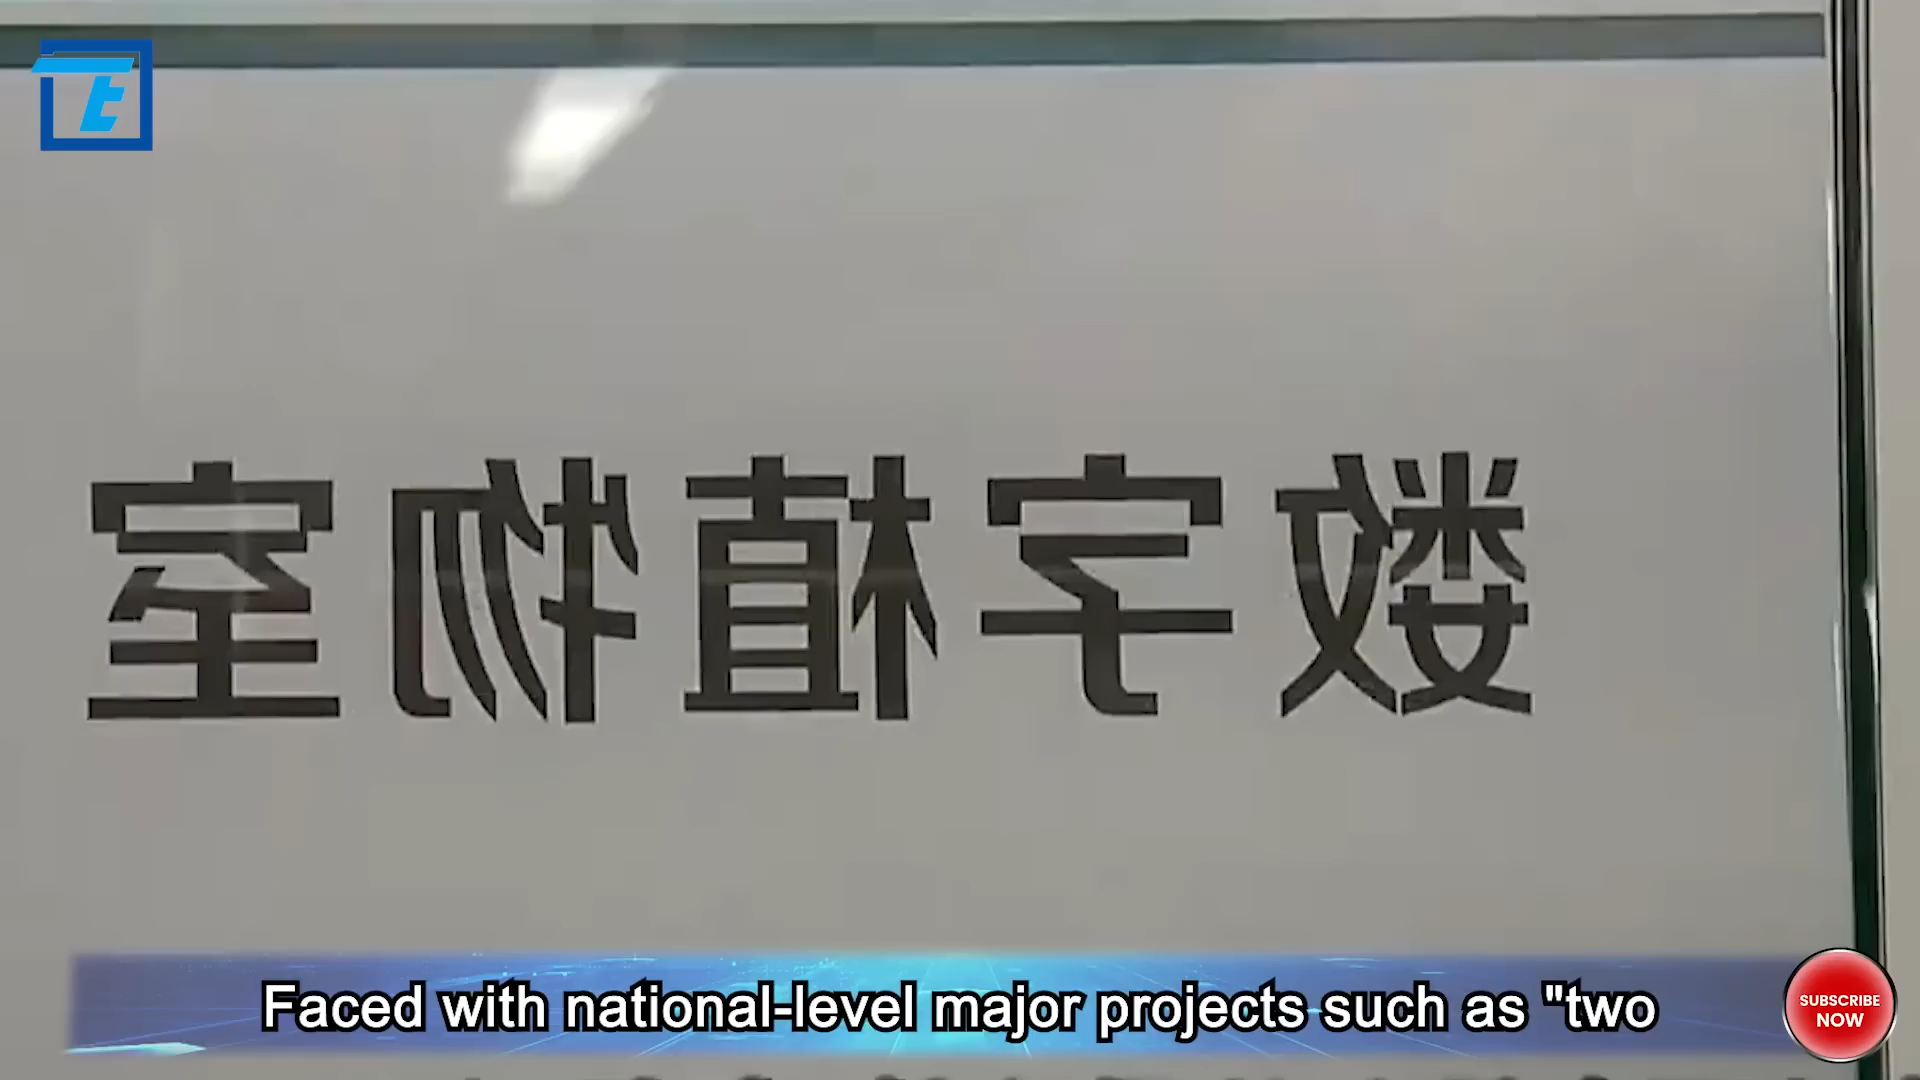 数字植物室
Faced with national-level major projects such as "two
SUBSCRIBE
NOW